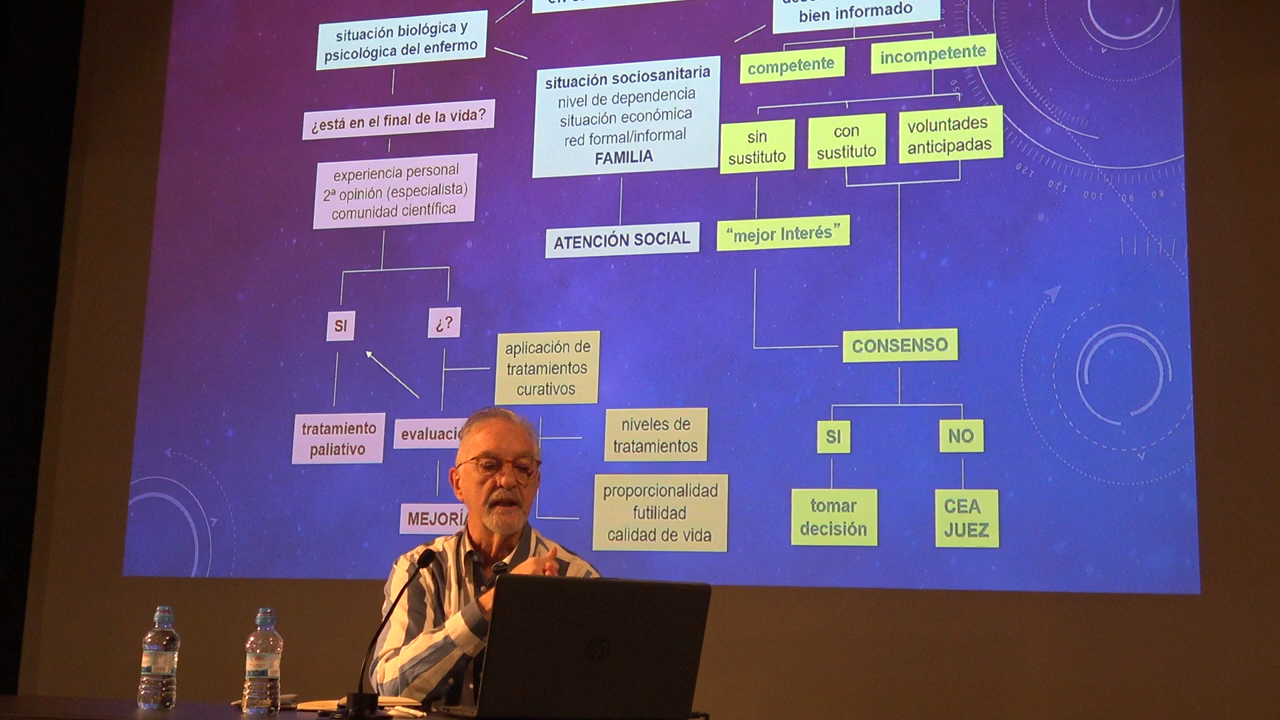 situación biológica y
psicológica del enfermo
bien informado
competente
incompetente
situación sociosanitaria
nivel de dependencia
situación económica
red formal/informal
FAMILIA
¿está en el final de la vida?
sin
sustituto
con
sustituto
voluntades
anticipadas
experiencia personal
2ª opinión (especialista)
comunidad científica
ATENCIÓN SOCIAL
“mejor Interés”
SI
¿?
aplicación de
tratamientos
curativos
CONSENSO
tratamiento
paliativo
evaluació
niveles de
tratamientos
SI
NO
MEJORÍA
proporcionalidad
futilidad
calidad de vida
tomar
decisión
CEA
JUEZ
hp